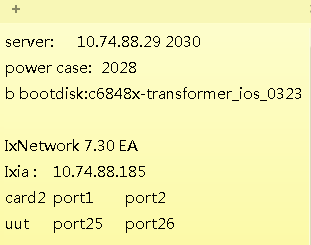 +
server: 10.74.88.29 2030
power case: 2028
b bootdisk:c6848x-transformer_ios_0323
IxNetwork 7.30 EA
Ixia : 10.74.88.185
card2 port1 port2
uut port25 port26